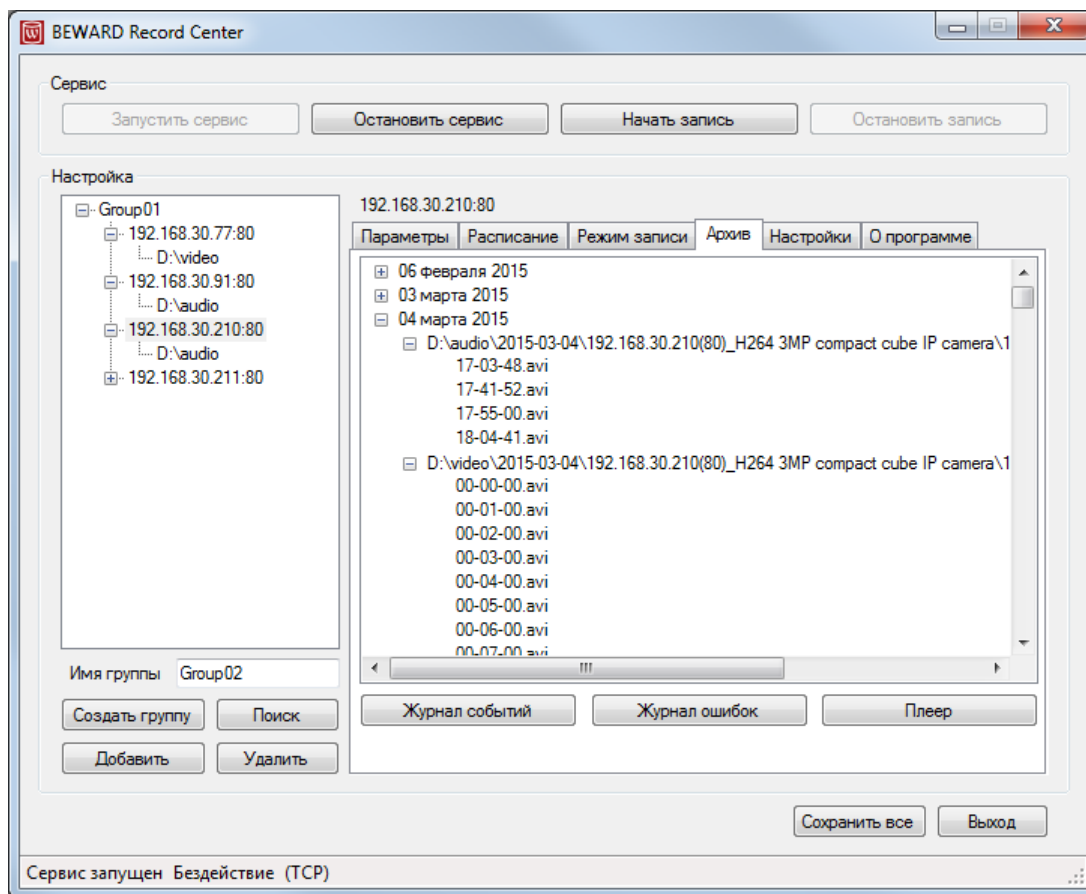 BEWARD Record Center
Сервис
Запустить сервис Остановить сервис Начать запись Остановить запись
Настройка
Group01
192.168.30.77:80
D:\video
192.168.30.91:80
D:\audio
192.168.30.210:80
D:\audio
192.168.30.211:80
Имя группы Group02
Создать группу Поиск
Добавить Удалить
192.168.30.210:80
Параметры Расписание Режим записи Архив Настройки О программе
06 февраля 2015
03 марта 2015
04 марта 2015
D:\audio\2015-03-04\192.168.30.210(80)_H264 3MP compact cube IP camera\1
17-03-48.avi
17-41-52.avi
17-55-00.avi
18-04-41.avi
D:\video\2015-03-04\192.168.30.210(80)_H264 3MP compact cube IP camera\1
00-00-00.avi
00-01-00.avi
00-02-00.avi
00-03-00.avi
00-04-00.avi
00-05-00.avi
00-06-00.avi
00-07-00.avi
Журнал событий Журнал ошибок Плеер
Сохранить все Выход
Сервис запущен Бездействие (TCP)